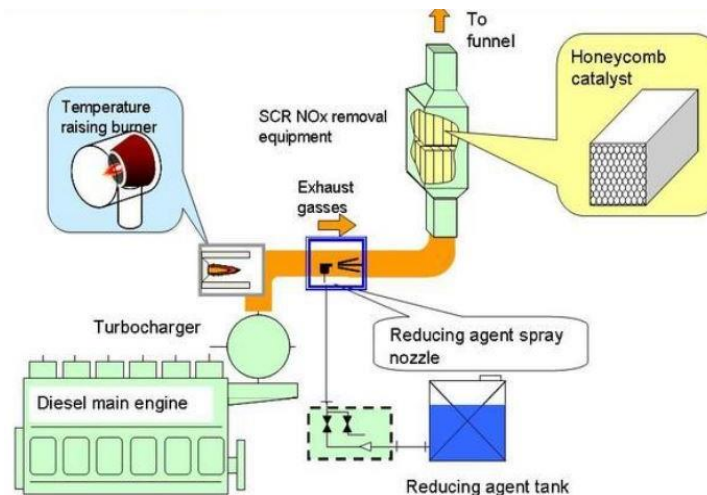 To
funnel
Honeycomb
catalyst
Temperature
raising burner
SCR NOx removal
equipment
Exhaust
gasses
Turbocharger
Reducing agent spray
nozzle
Diesel main engine
Reducing agent tank